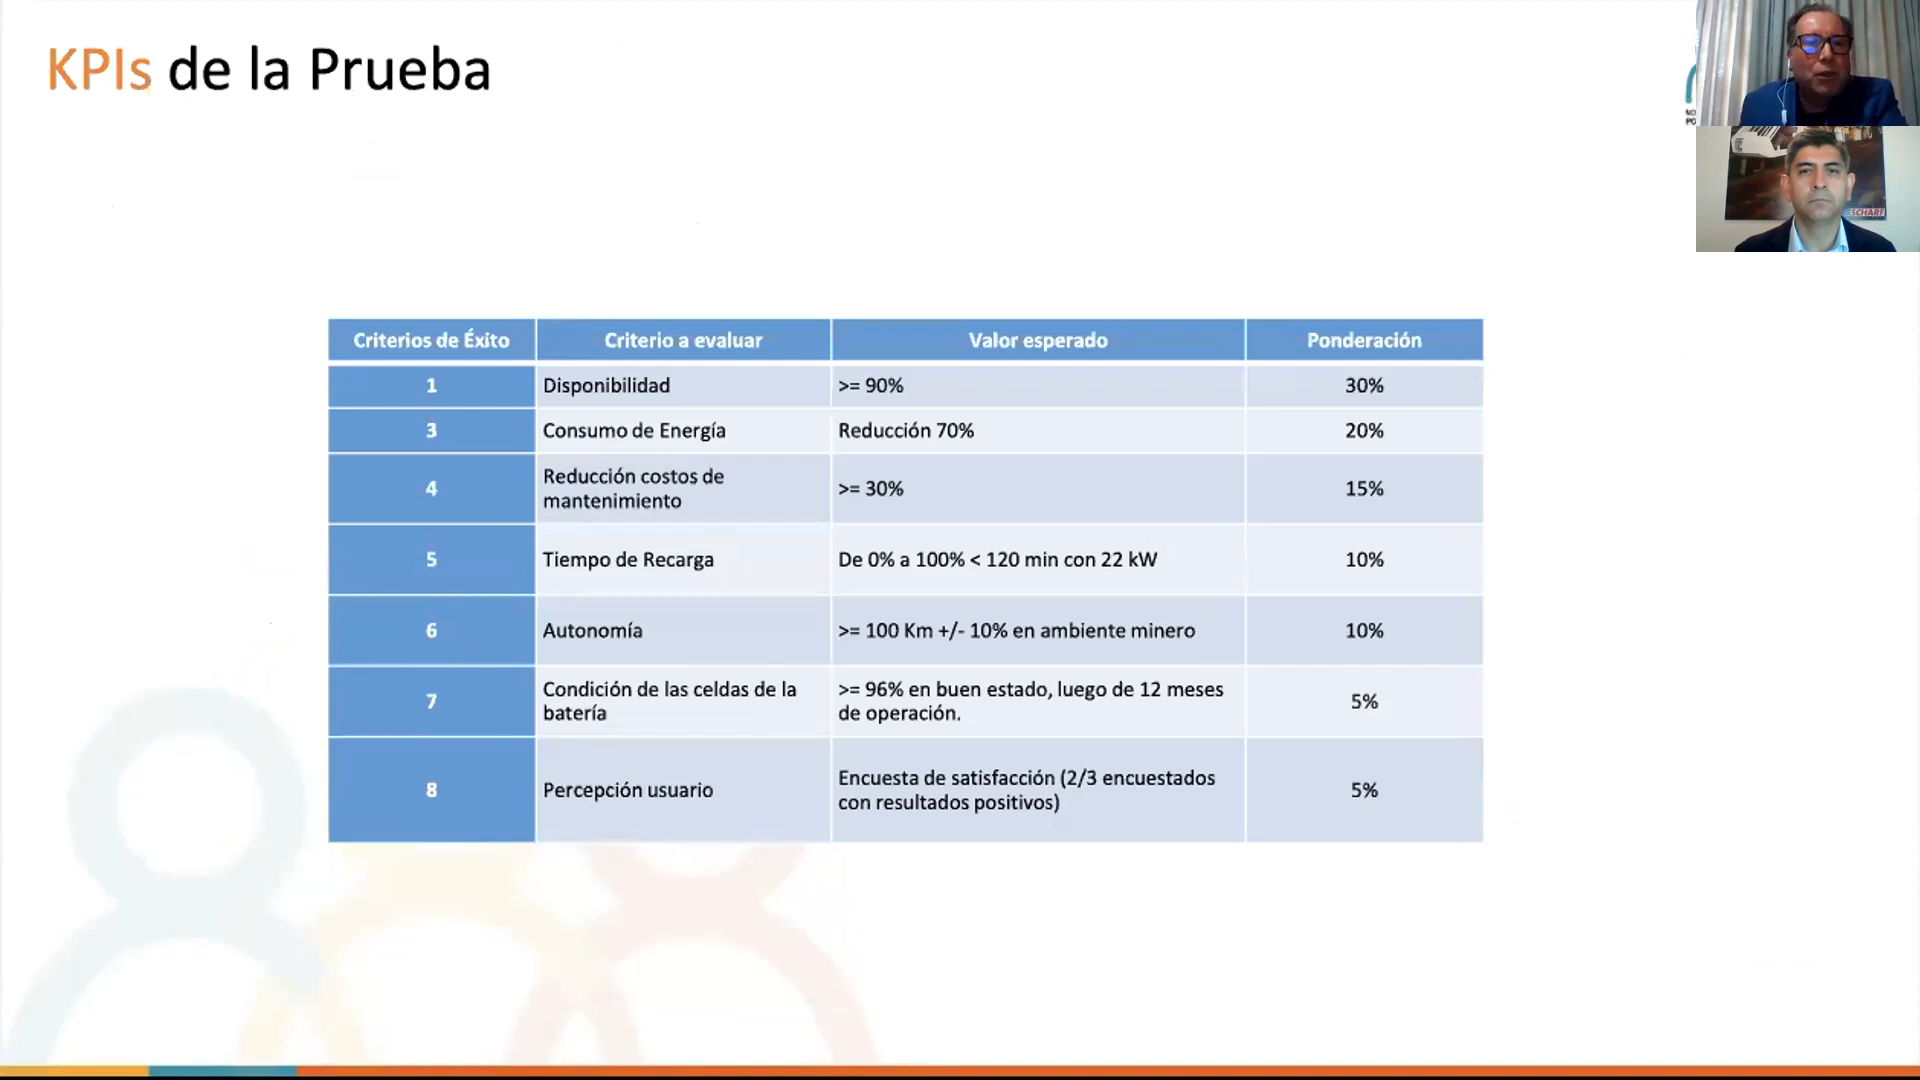 KPIs de la Prueba
NO
PO
SCHARF
Criterios de Éxito Criterio a evaluar Valor esperado Ponderación
1 Disponibilidad >= 90% 30%
3 Consumo de Energía Reducción 70% 20%
4 Reducción costos de mantenimiento >= 30% 15%
5 Tiempo de Recarga De 0% a 100% < 120 min con 22 kW 10%
6 Autonomía >= 100 Km +/- 10% en ambiente minero 10%
7 Condición de las celdas de la batería >= 96% en buen estado, luego de 12 meses de operación. 5%
8 Percepción usuario Encuesta de satisfacción (2/3 encuestados con resultados positivos) 5%